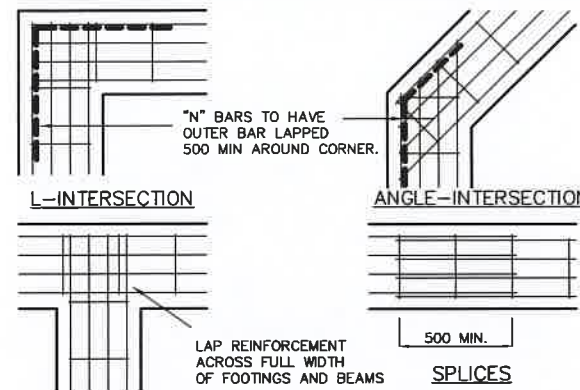 "N" BARS TO HAVE
OUTER BAR LAPPED
500 MIN AROUND CORNER.
L-INTERSECTION
ANGLE-INTERSECTION
LAP REINFORCEMENT
ACROSS FULL WIDTH
OF FOOTINGS AND BEAMS
500 MIN.
SPLICES